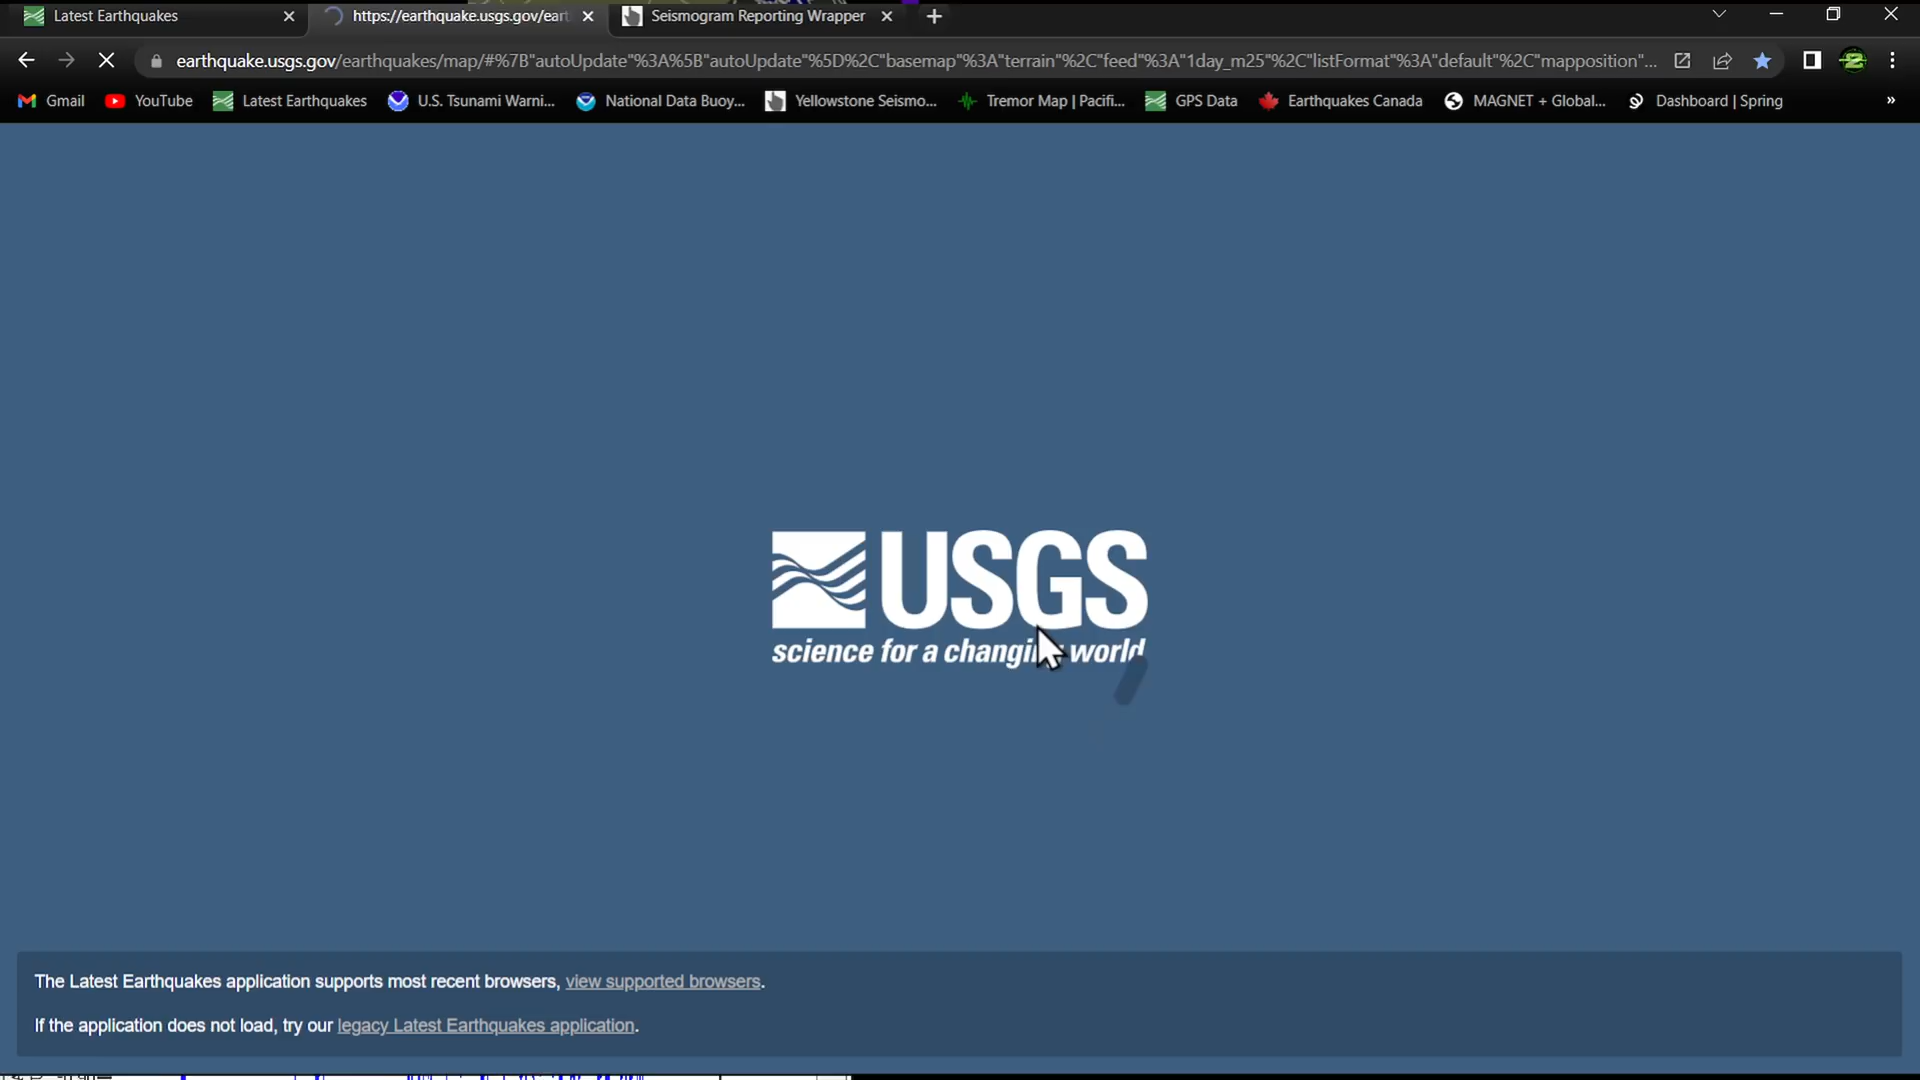 Latest Earthquakes
https://earthquake.usgs.gov/eart
Seismogram Reporting Wrapper
earthquake.usgs.gov/earthquakes/map/#%7B"autoUpdate"%3A%5B"autoUpdate"%5D%2C"basemap"%3A"terrain"%2C"feed"%3A"1day_m25"%2C"listFormat"%3A"default"%2C"mapposition"...
Gmail YouTube Latest Earthquakes U.S. Tsunami Warni... National Data Buoy... Yellowstone Seismo... Tremor Map | Pacifi... GPS Data Earthquakes Canada MAGNET + Global... Dashboard | Spring »
USGS
science for a changing world
The Latest Earthquakes application supports most recent browsers, view supported browsers.
If the application does not load, try our legacy Latest Earthquakes application.